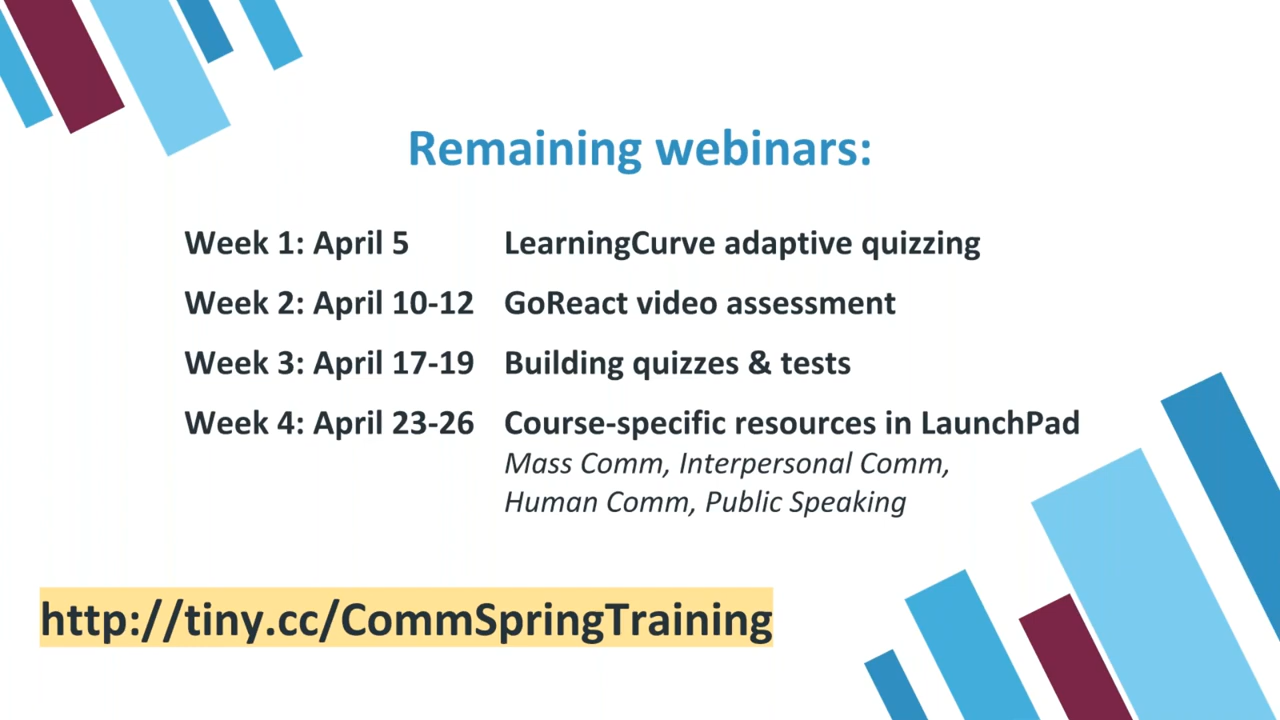 Remaining webinars:
Week 1: April 5 LearningCurve adaptive quizzing
Week 2: April 10-12 GoReact video assessment
Week 3: April 17-19 Building quizzes & tests
Week 4: April 23-26 Course-specific resources in LaunchPad
Mass Comm, Interpersonal Comm,
Human Comm, Public Speaking
http://tiny.cc/CommSpringTraining